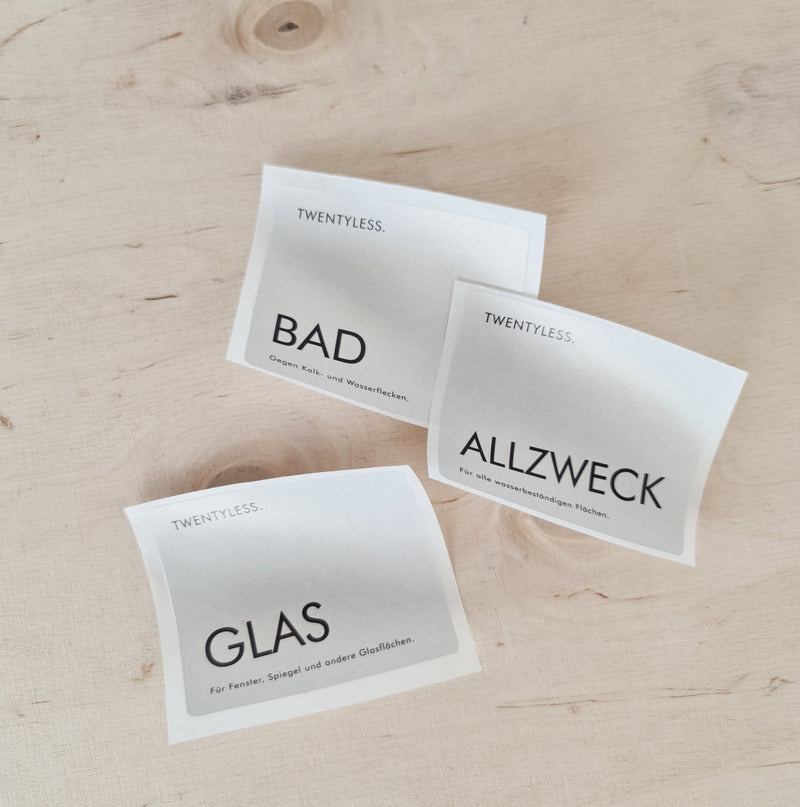 TWENTYLESS.
BAD
Gegen Kalk- und Wasserflecken.
TWENTYLESS.
ALLZWECK
Für alle wasserbeständigen Flächen.
TWENTYLESS.
GLAS
Für Fenster, Spiegel und andere Glasflächen.